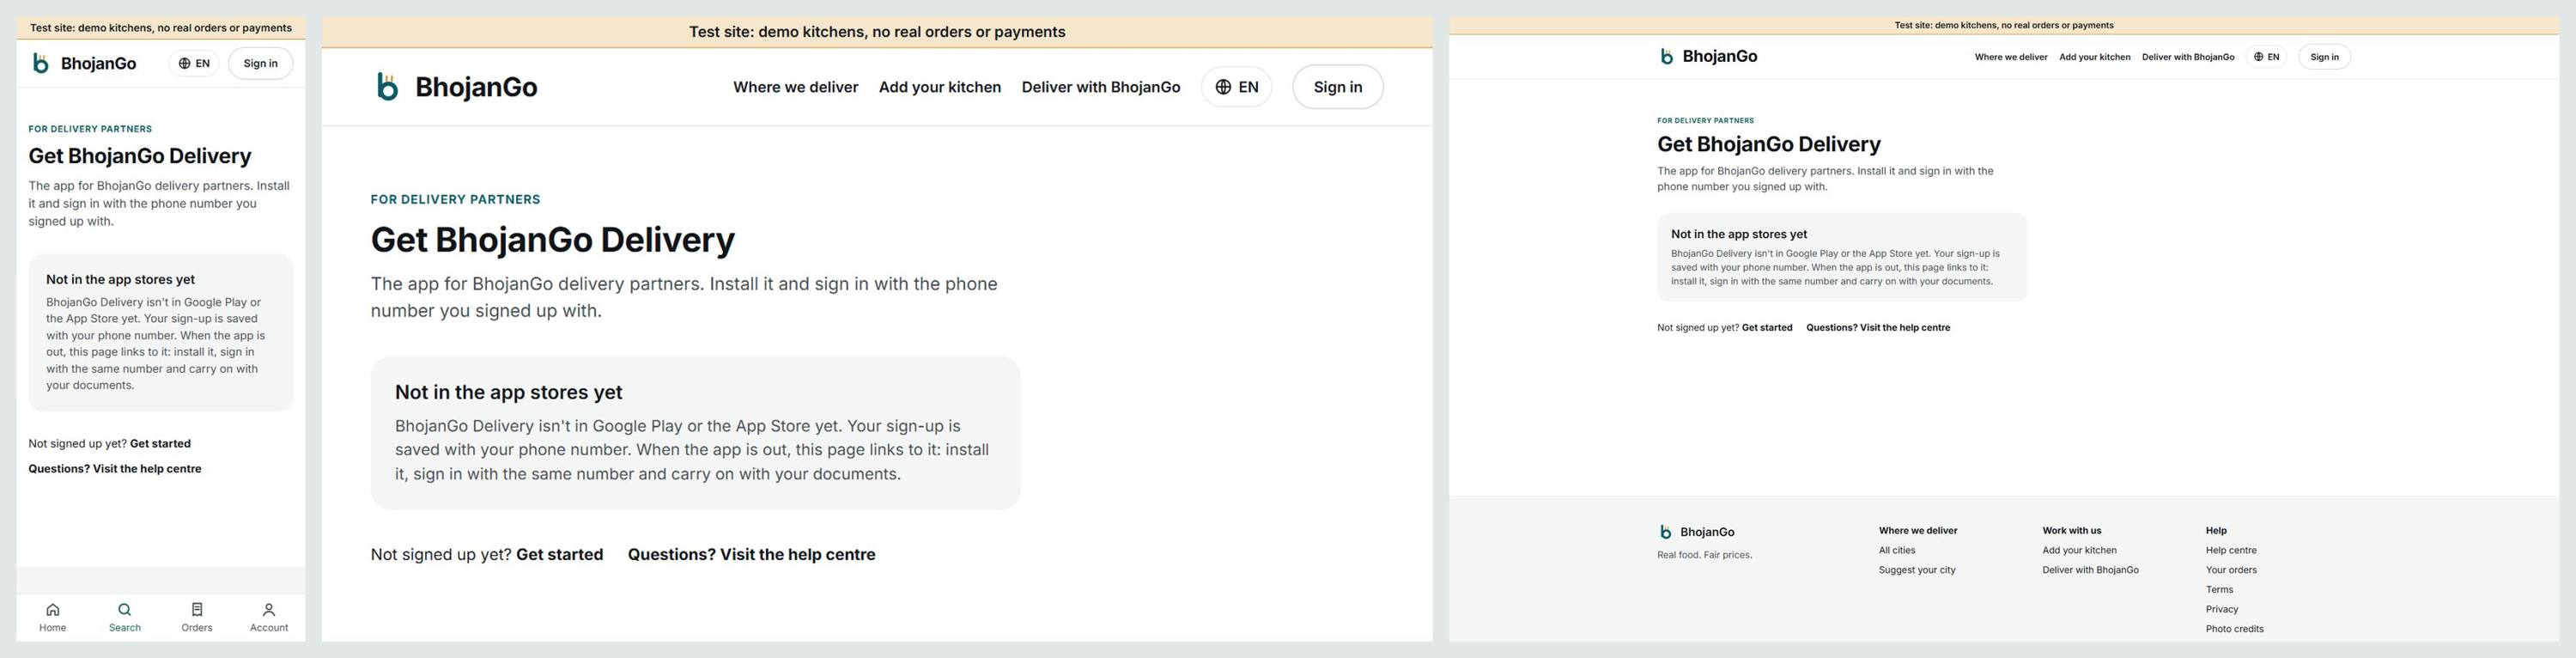 Test site: demo kitchens, no real orders or payments
BhojanGo
EN
Sign in
FOR DELIVERY PARTNERS
Get BhojanGo Delivery
The app for BhojanGo delivery partners. Install
it and sign in with the phone number you
signed up with.
Not in the app stores yet
BhojanGo Delivery isn't in Google Play or
the App Store yet. Your sign-up is saved
with your phone number. When the app is
out, this page links to it: install it, sign in
with the same number and carry on with
your documents.
Not signed up yet? Get started
Questions? Visit the help centre
Home
Search
Orders
Account
Test site: demo kitchens, no real orders or payments
BhojanGo
Where we deliver
Add your kitchen
Deliver with BhojanGo
EN
Sign in
FOR DELIVERY PARTNERS
Get BhojanGo Delivery
The app for BhojanGo delivery partners. Install it and sign in with the phone
number you signed up with.
Not in the app stores yet
BhojanGo Delivery isn't in Google Play or the App Store yet. Your sign-up is
saved with your phone number. When the app is out, this page links to it: install
it, sign in with the same number and carry on with your documents.
Not signed up yet? Get started
Questions? Visit the help centre
Test site: demo kitchens, no real orders or payments
BhojanGo
Where we deliver
Add your kitchen
Deliver with BhojanGo
EN
Sign in
FOR DELIVERY PARTNERS
Get BhojanGo Delivery
The app for BhojanGo delivery partners. Install it and sign in with the
phone number you signed up with.
Not in the app stores yet
BhojanGo Delivery isn't in Google Play or the App Store yet. Your sign-up is
saved with your phone number. When the app is out, this page links to it:
install it, sign in with the same number and carry on with your documents.
Not signed up yet? Get started
Questions? Visit the help centre
BhojanGo
Real food. Fair prices.
Where we deliver
All cities
Suggest your city
Work with us
Add your kitchen
Deliver with BhojanGo
Help
Help centre
Your orders
Terms
Privacy
Photo credits